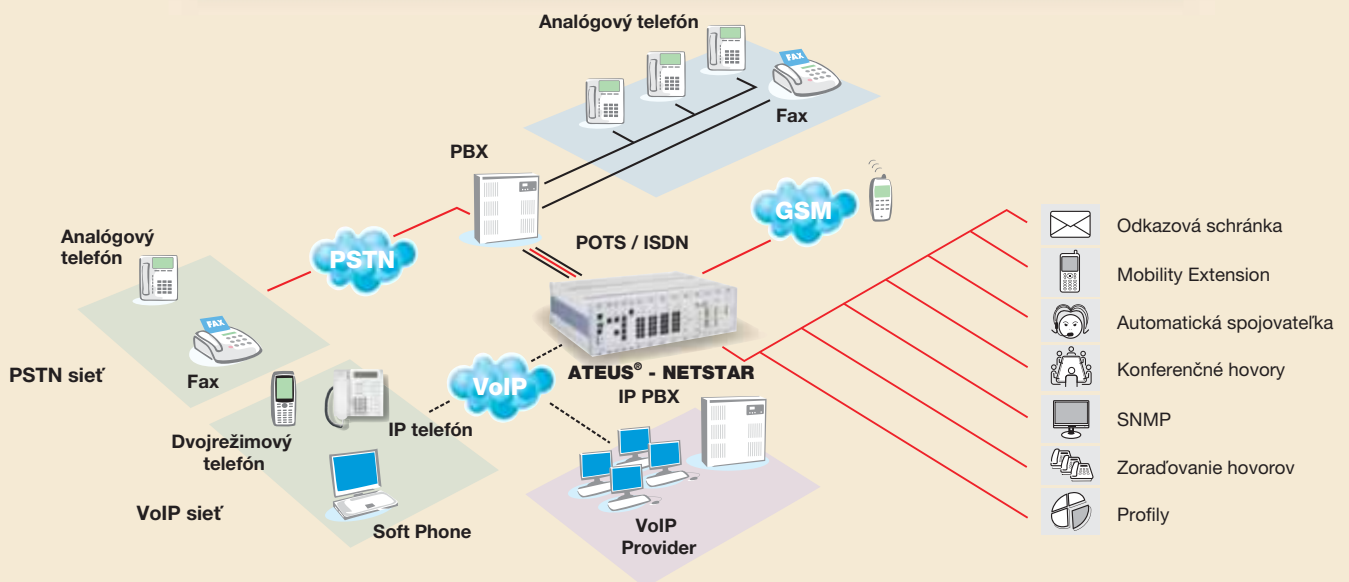 Analógový telefón
FAX
Fax
PBX
GSM
POTS / ISDN
PSTN
Analógový
telefón
FAX
Fax
PSTN sieť
VoIP
ATEUS® - NETSTAR
IP PBX
IP telefón
Dvojrežimový
telefón
Soft Phone
VoIP sieť
VoIP
Provider
Odkazová schránka
Mobility Extension
Automatická spojovateľka
Konferenčné hovory
SNMP
Zoraďovanie hovorov
Profily